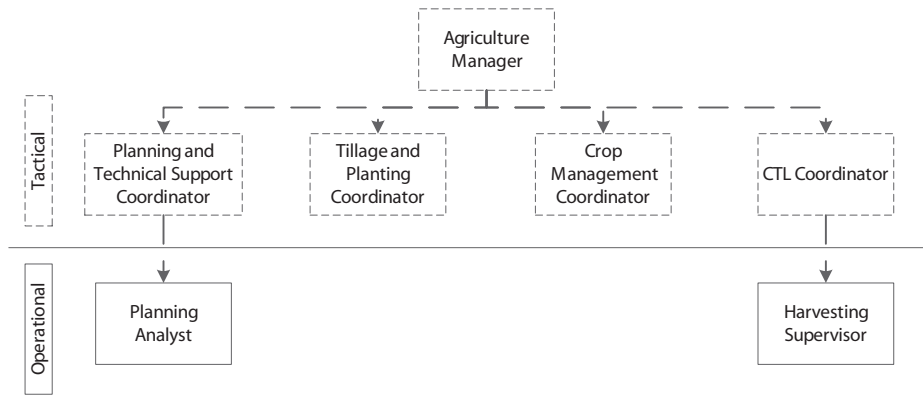 Agriculture
Manager
Tactical
Planning and
Technical Support
Coordinator
Tillage and
Planting
Coordinator
Crop
Management
Coordinator
CTL Coordinator
Operational
Planning
Analyst
Harvesting
Supervisor